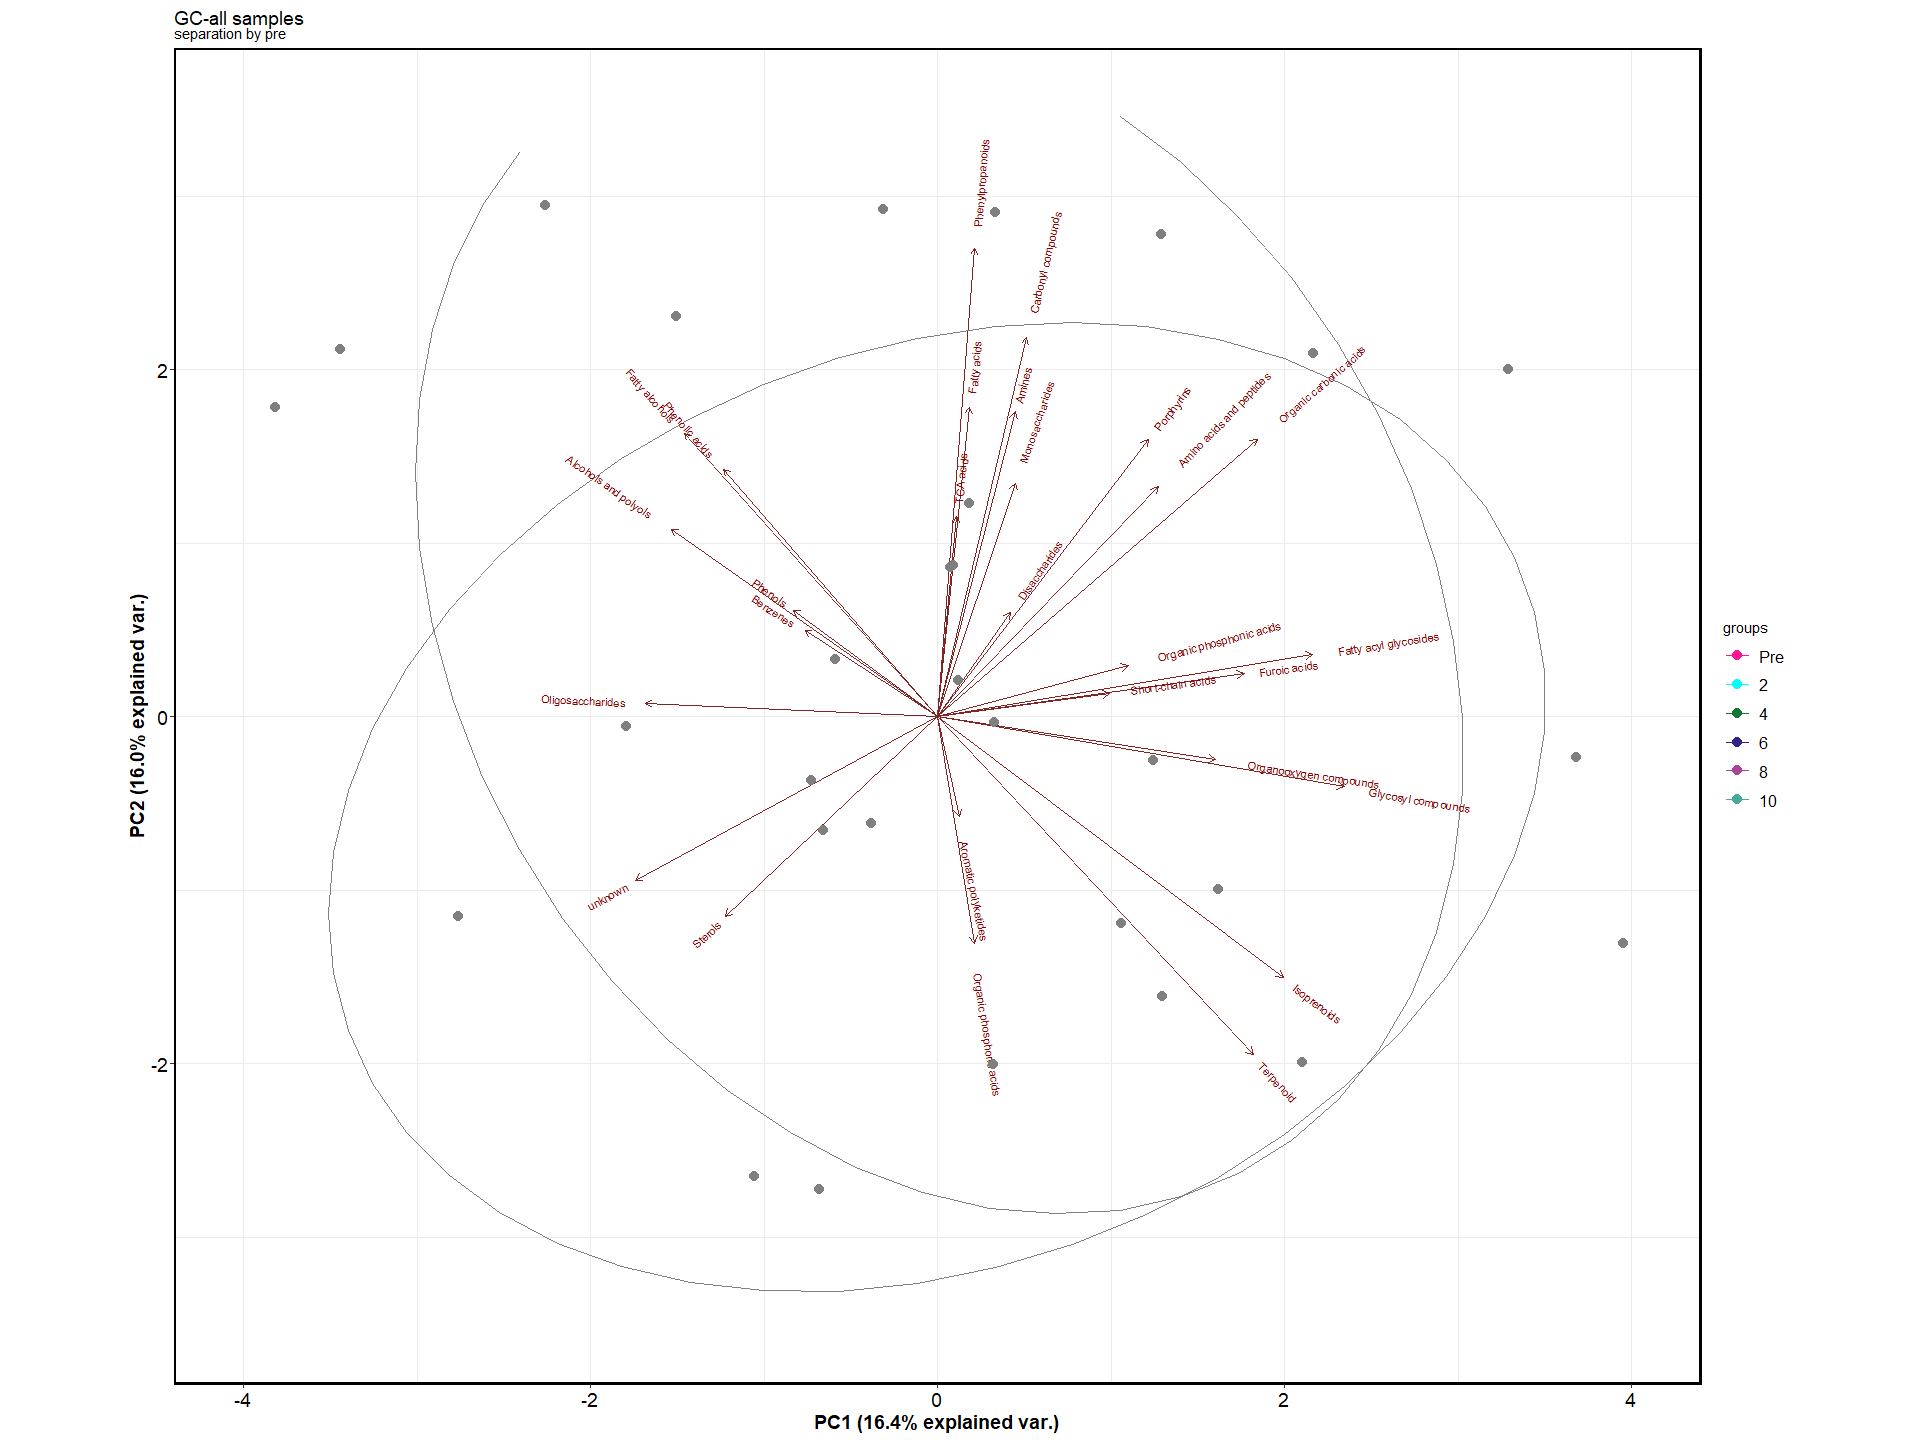 GC-all samples
separation by pre
Phenylpropanoids
Carbonyl compounds
Fatty acids
Amines
Monosaccharides
TCA acids
Porphyrins
Amino acids and peptides
Organic carbonic acids
Fatty alcohols
Phenolic acids
Alcohols and polyols
Phenols
Benzenes
Disaccharides
Organic phosphonic acids
Fatty acyl glycosides
Furoic acids
Short-chain acids
Oligosaccharides
Organooxygen compounds
Glycosyl compounds
unknown
Sterols
Aromatic polyketides
Organic phosphoric acids
Isoprenoids
Terpenoid
2
0
-2
-4
-2
0
2
4
PC1 (16.4% explained var.)
PC2 (16.0% explained var.)
groups
Pre
2
4
6
8
10